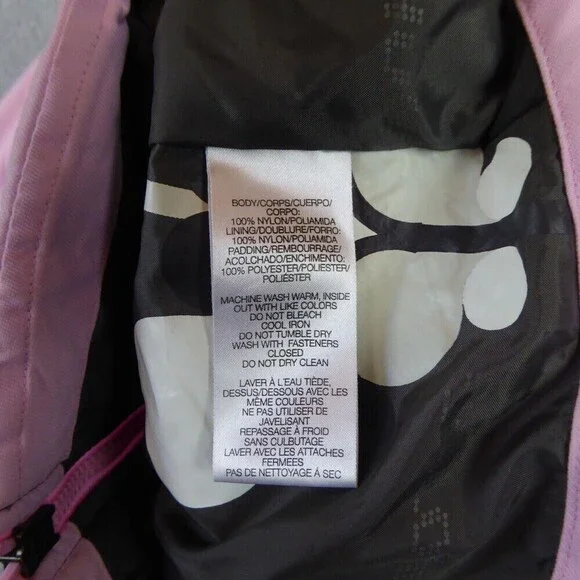 BODY/CORPS/CUERPO/
CORPO:
100% NYLON/POLIAMIDA
LINING/DOUBLURE/FORRO:
100% NYLON/POLIAMIDA
PADDING/REMBOURRAGE/
ACOLCHADO/ENCHIMENTO:
100% POLYESTER/POLIESTER/
POLIÉSTER
MACHINE WASH WARM, INSIDE
OUT WITH LIKE COLORS
DO NOT BLEACH
COOL IRON
DO NOT TUMBLE DRY
WASH WITH FASTENERS
CLOSED
DO NOT DRY CLEAN
LAVER À L'EAU TIÈDE,
DESSUS/DESSOUS AVEC LES
MÊME COULEURS
NE PAS UTILISER DE
JAVELISANT
REPASSAGE À FROID
SANS CULBUTAGE
LAVER AVEC LES ATTACHES
FERMEES
PAS DE NETTOYAGE À SEC